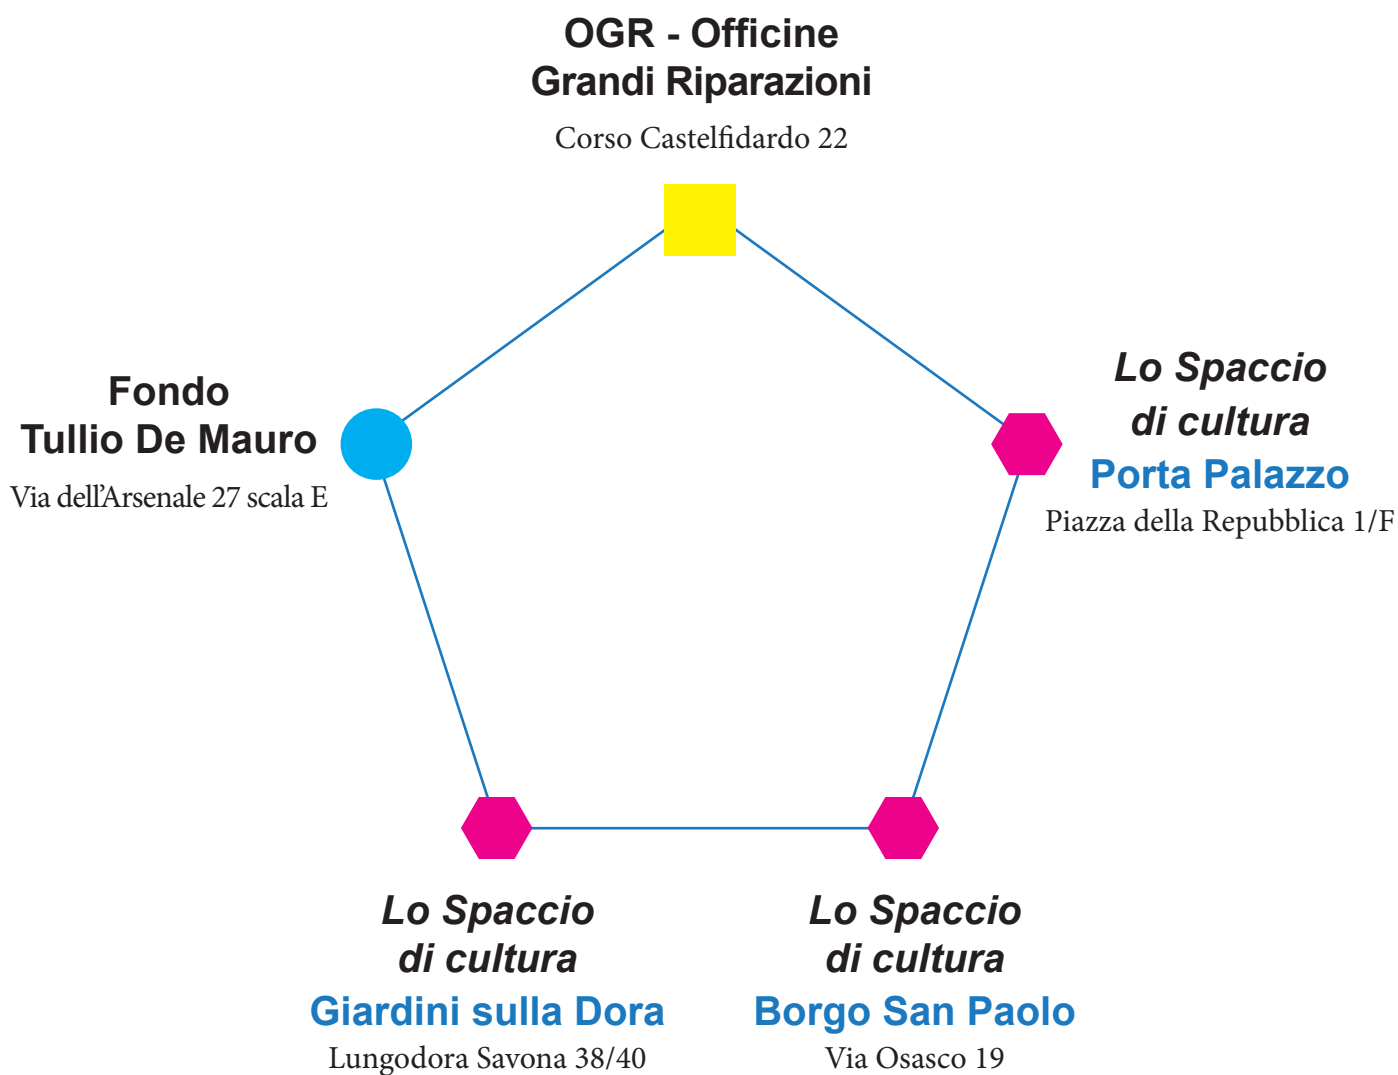 OGR - Officine
Grandi Riparazioni
Corso Castelfidardo 22
Fondo
Tullio De Mauro
Via dell'Arsenale 27 scala E
Lo Spaccio
di cultura
Porta Palazzo
Piazza della Repubblica 1/F
Lo Spaccio
di cultura
Giardini sulla Dora
Lungodora Savona 38/40
Lo Spaccio
di cultura
Borgo San Paolo
Via Osasco 19